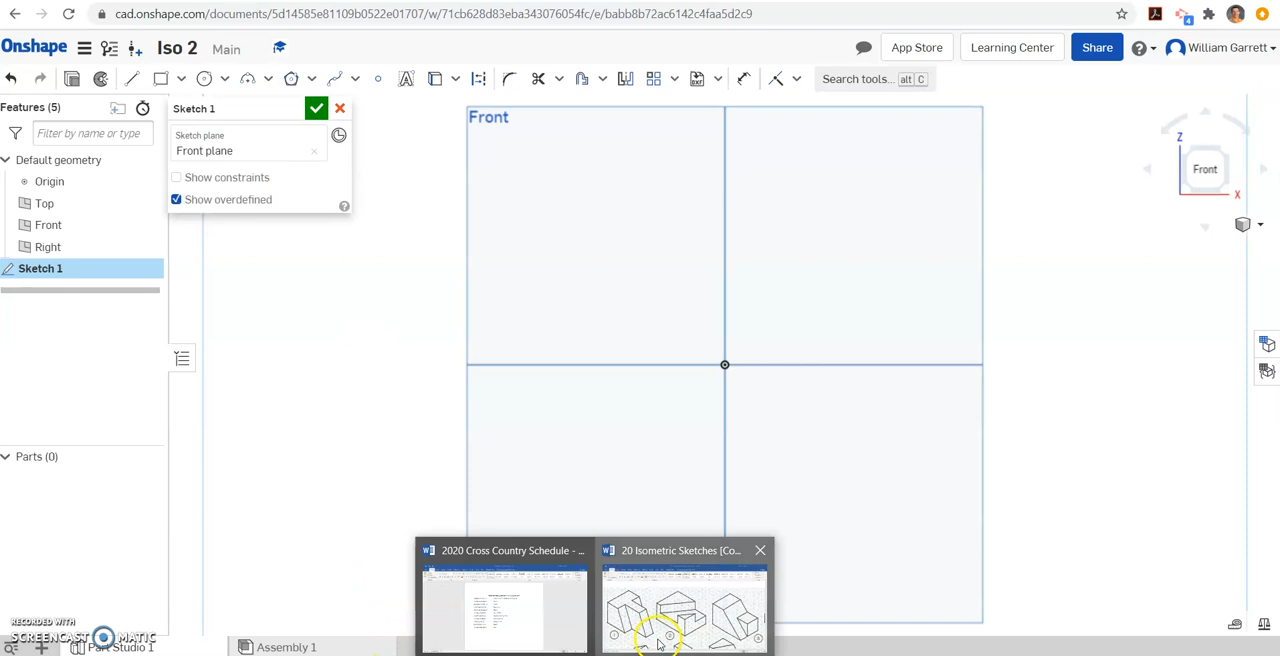 cad.onshape.com/documents/5d14585e81109b0522e01707/w/71cb628d83eba343076054fc/e/babb8b72ac6142c4faa5d2c9
Onshape Iso 2 Main App Store Learning Center Share William Garrett
Search tools... alt C
Features (5)
Filter by name or type
Default geometry
Origin
Top
Front
Right
Sketch 1
Parts (0)
Sketch 1
Sketch plane
Front plane
Show constraints
Show overdefined
Front
Z
Front
X
2020 Cross Country Schedule - ...
20 Isometric Sketches [Co...
RECORDED WITH
SCREENCAST MATIC
Part Studio 1
Assembly 1